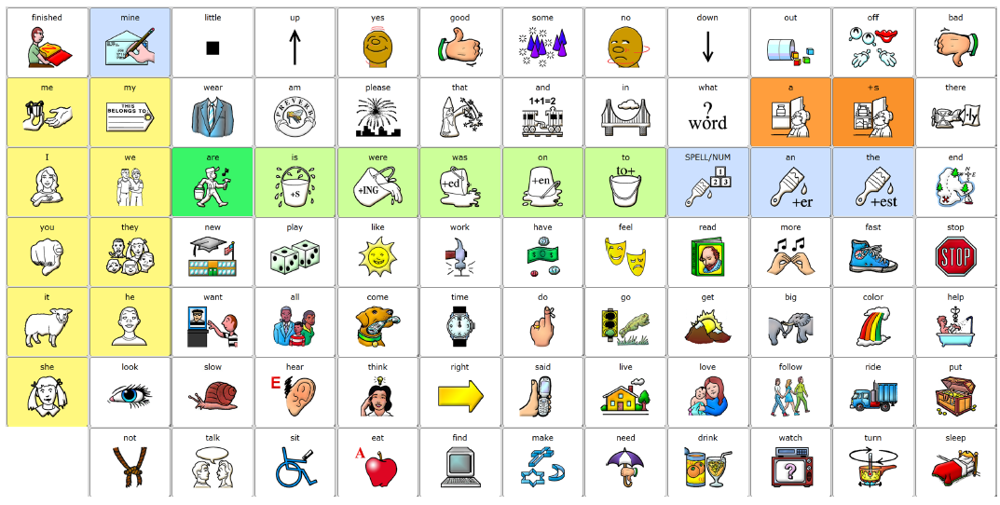 finished mine little up yes good some no down out off bad
me my wear am please that and in what a +s there
THIS BELONGS TO 1+1=2 ? word -ly
I we are is were was on to SPELL/NUM an the end
+S +ING +ed +en to+ 1 2 3 +er +est N E
you they new play like work have feel read more fast stop
STOP
it he want all come time do go get big color help
she look slow hear think right said live love follow ride put
E
not talk sit eat find make need drink watch turn sleep
A ?